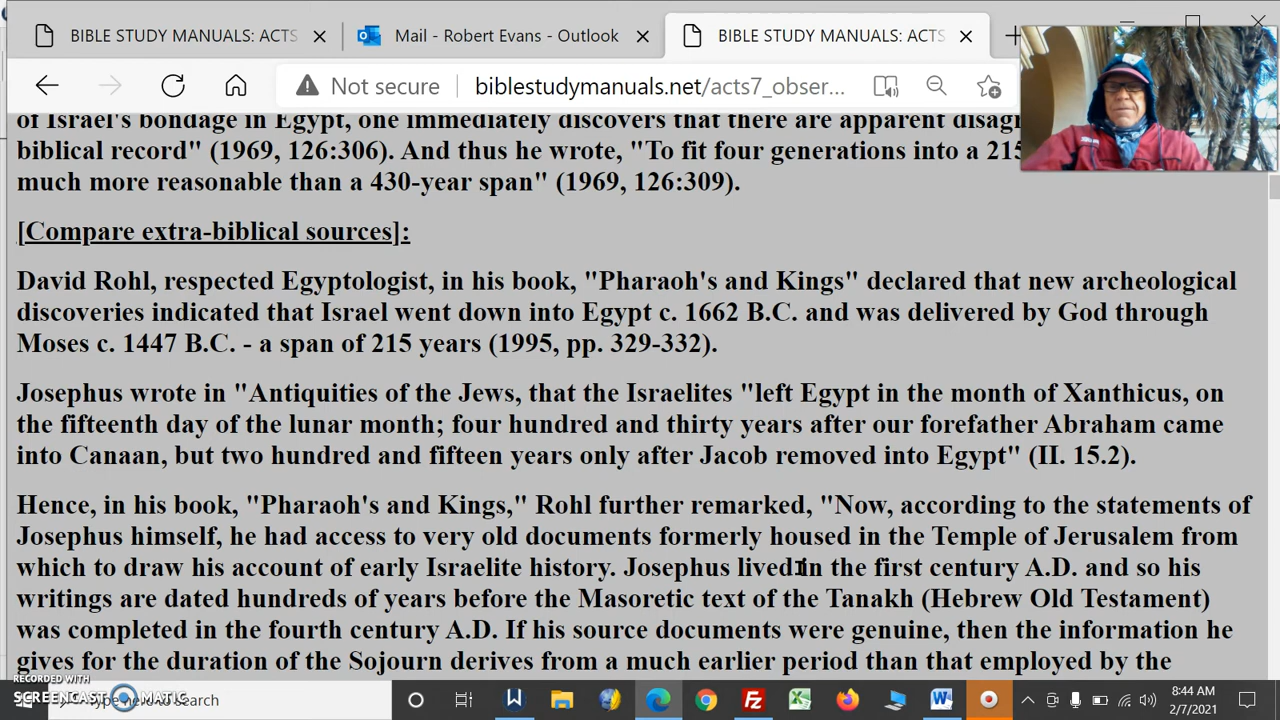 BIBLE STUDY MANUALS: ACTS
Mail - Robert Evans - Outlook
BIBLE STUDY MANUALS: ACTS
Not secure
biblestudymanuals.net/acts7_obser...
of Israel's bondage in Egypt, one immediately discovers that there are apparent
biblical record" (1969, 126:306). And thus he wrote, "To fit four generations into a 215
much more reasonable than a 430-year span" (1969, 126:309).
[Compare extra-biblical sources]:
David Rohl, respected Egyptologist, in his book, "Pharaoh's and Kings" declared that new archeological
discoveries indicated that Israel went down into Egypt c. 1662 B.C. and was delivered by God through
Moses c. 1447 B.C. - a span of 215 years (1995, pp. 329-332).
Josephus wrote in "Antiquities of the Jews, that the Israelites "left Egypt in the month of Xanthicus, on
the fifteenth day of the lunar month; four hundred and thirty years after our forefather Abraham came
into Canaan, but two hundred and fifteen years only after Jacob removed into Egypt" (II. 15.2).
Hence, in his book, "Pharaoh's and Kings," Rohl further remarked, "Now, according to the statements of
Josephus himself, he had access to very old documents formerly housed in the Temple of Jerusalem from
which to draw his account of early Israelite history. Josephus lived in the first century A.D. and so his
writings are dated hundreds of years before the Masoretic text of the Tanakh (Hebrew Old Testament)
was completed in the fourth century A.D. If his source documents were genuine, then the information he
gives for the duration of the Sojourn derives from a much earlier period than that employed by the
RECORDED WITH
SCREENCAST MATIC
Type here to search
8:44 AM
2/7/2021